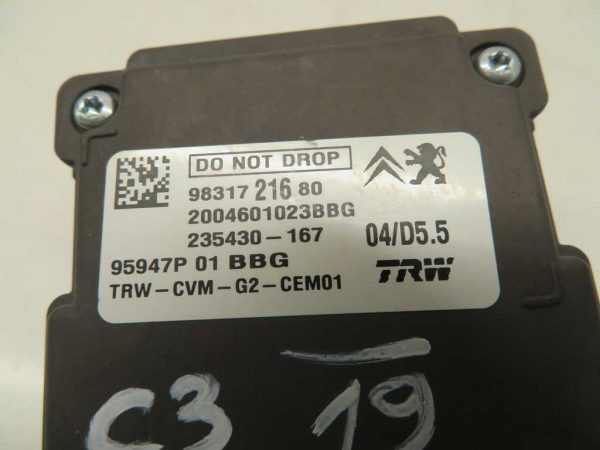 DO NOT DROP
98317 216 80
2004601023BBG
235430-167
04/D5.5
95947P 01 BBG
TRW
TRW-CVM-G2-CEM01
C3 19